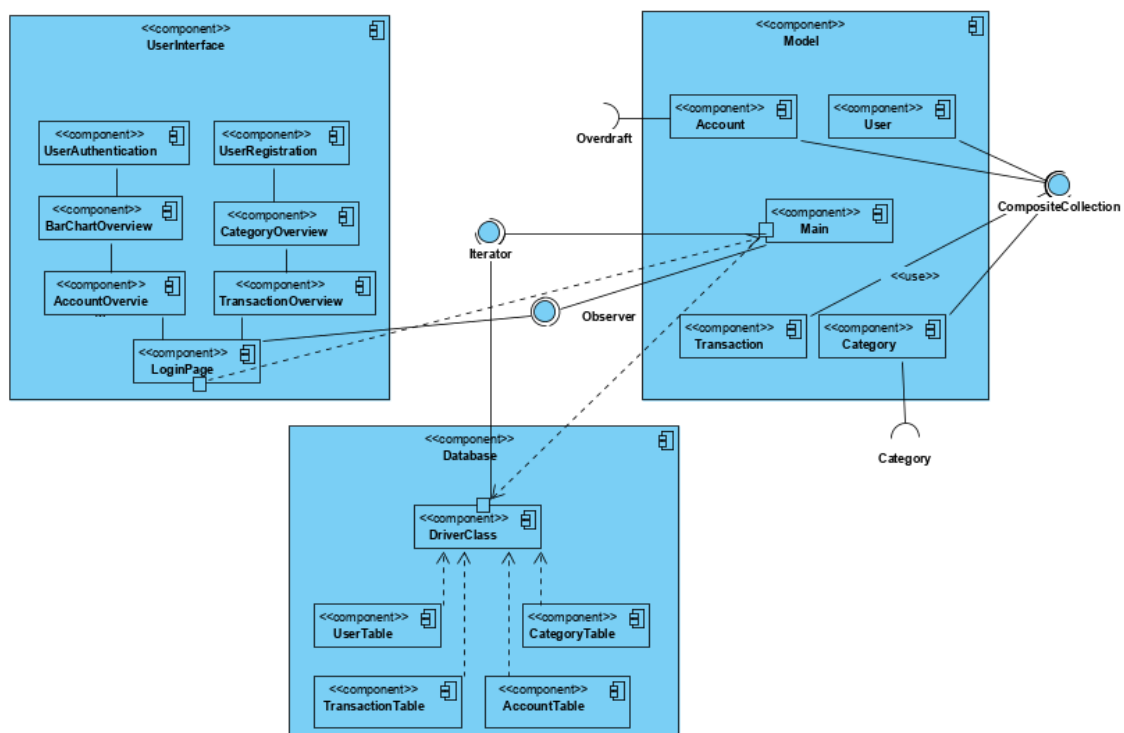 <<component>>
UserInterface
<<component>>
UserAuthentication
<<component>>
UserRegistration
<<component>>
BarChartOverview
<<component>>
CategoryOverview
<<component>>
AccountOvervie
...
<<component>>
TransactionOverview
<<component>>
LoginPage
<<component>>
Model
Overdraft
<<component>>
Account
<<component>>
User
CompositeCollection
<<component>>
Main
Iterator
<<use>>
Observer
<<component>>
Transaction
<<component>>
Category
Category
<<component>>
Database
<<component>>
DriverClass
<<component>>
UserTable
<<component>>
CategoryTable
<<component>>
TransactionTable
<<component>>
AccountTable